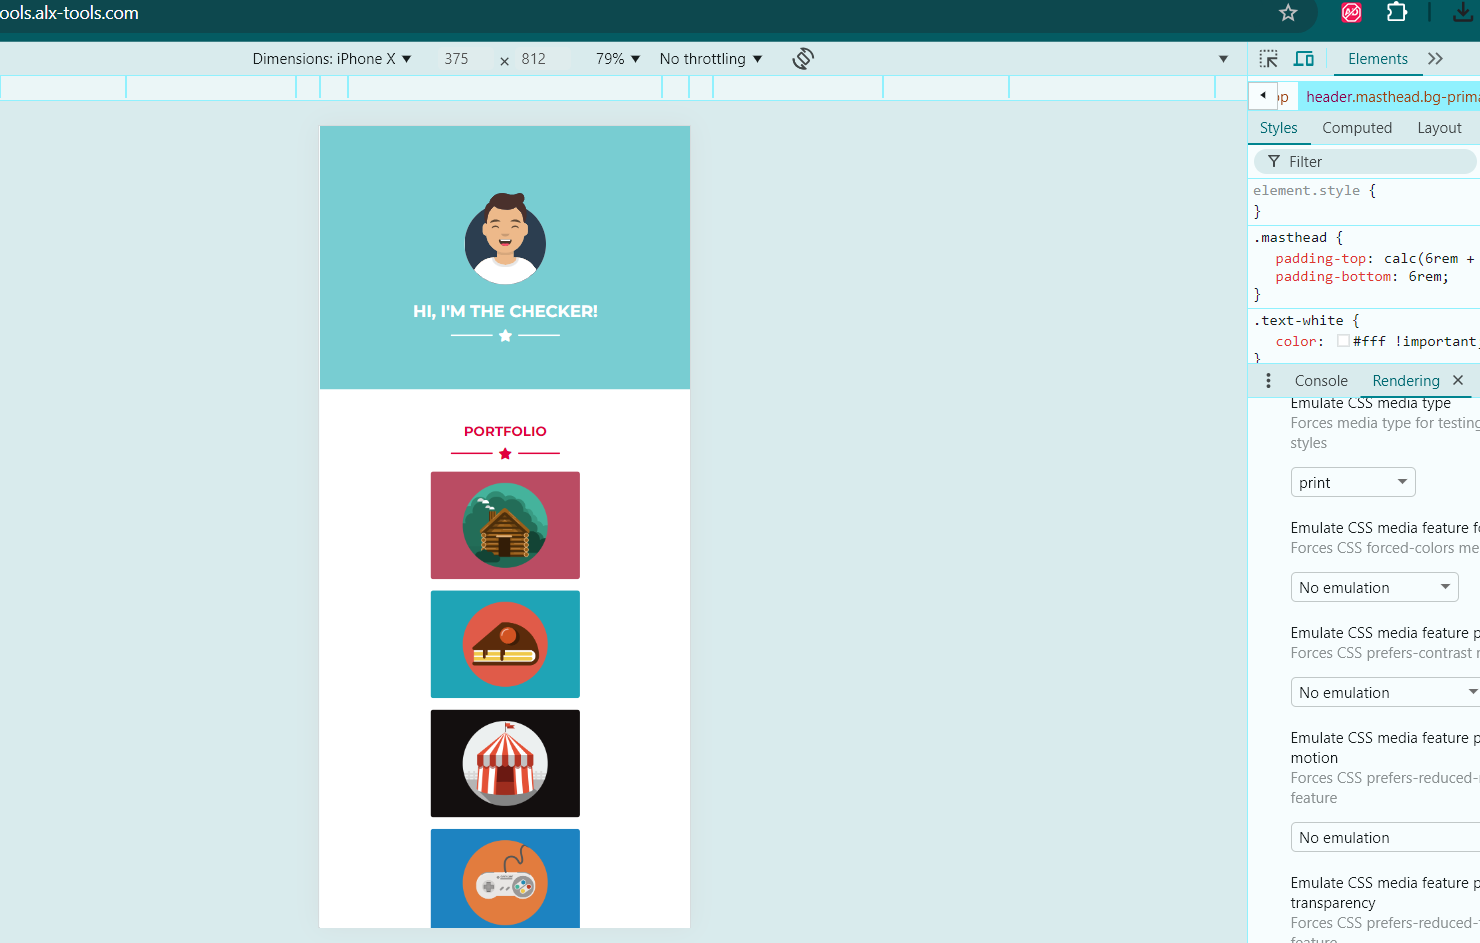 ools.alx-tools.com
Dimensions: iPhone X ▼ 375 × 812 79% ▼ No throttling ▼
Elements
header.masthead.bg-prim
Styles Computed Layout
Filter
element.style {
}
.masthead {
padding-top: calc(6rem +
padding-bottom: 6rem;
}
.text-white {
color: #fff !important;
}
Console Rendering ×
Emulate CSS media type
Forces media type for testing
styles
print
Emulate CSS media feature fo
Forces CSS forced-colors me
No emulation
Emulate CSS media feature p
Forces CSS prefers-contrast
No emulation
Emulate CSS media feature p
motion
Forces CSS prefers-reduced-
feature
No emulation
Emulate CSS media feature p
transparency
Forces CSS prefers-reduced-
feature
HI, I'M THE CHECKER!
PORTFOLIO